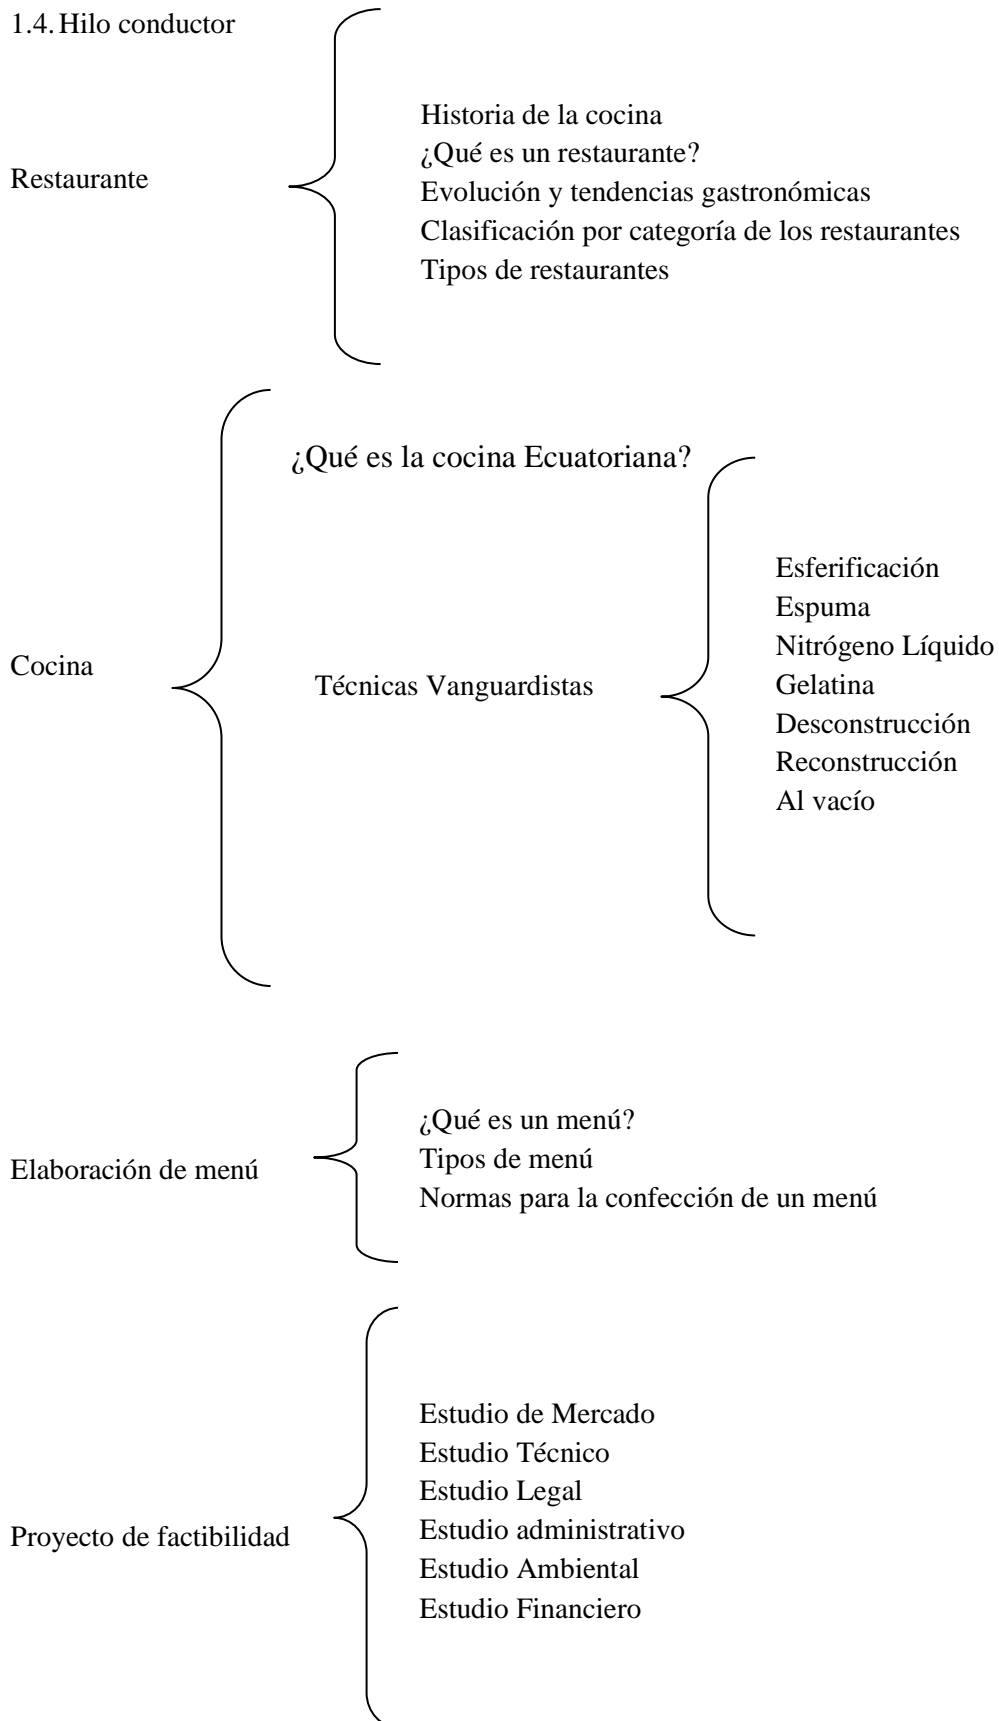 1.4. Hilo conductor
Restaurante
Historia de la cocina
¿Qué es un restaurante?
Evolución y tendencias gastronómicas
Clasificación por categoría de los restaurantes
Tipos de restaurantes
Cocina
¿Qué es la cocina Ecuatoriana?
Técnicas Vanguardistas
Esferificación
Espuma
Nitrógeno Líquido
Gelatina
Desconstrucción
Reconstrucción
Al vacío
Elaboración de menú
¿Qué es un menú?
Tipos de menú
Normas para la confección de un menú
Proyecto de factibilidad
Estudio de Mercado
Estudio Técnico
Estudio Legal
Estudio administrativo
Estudio Ambiental
Estudio Financiero